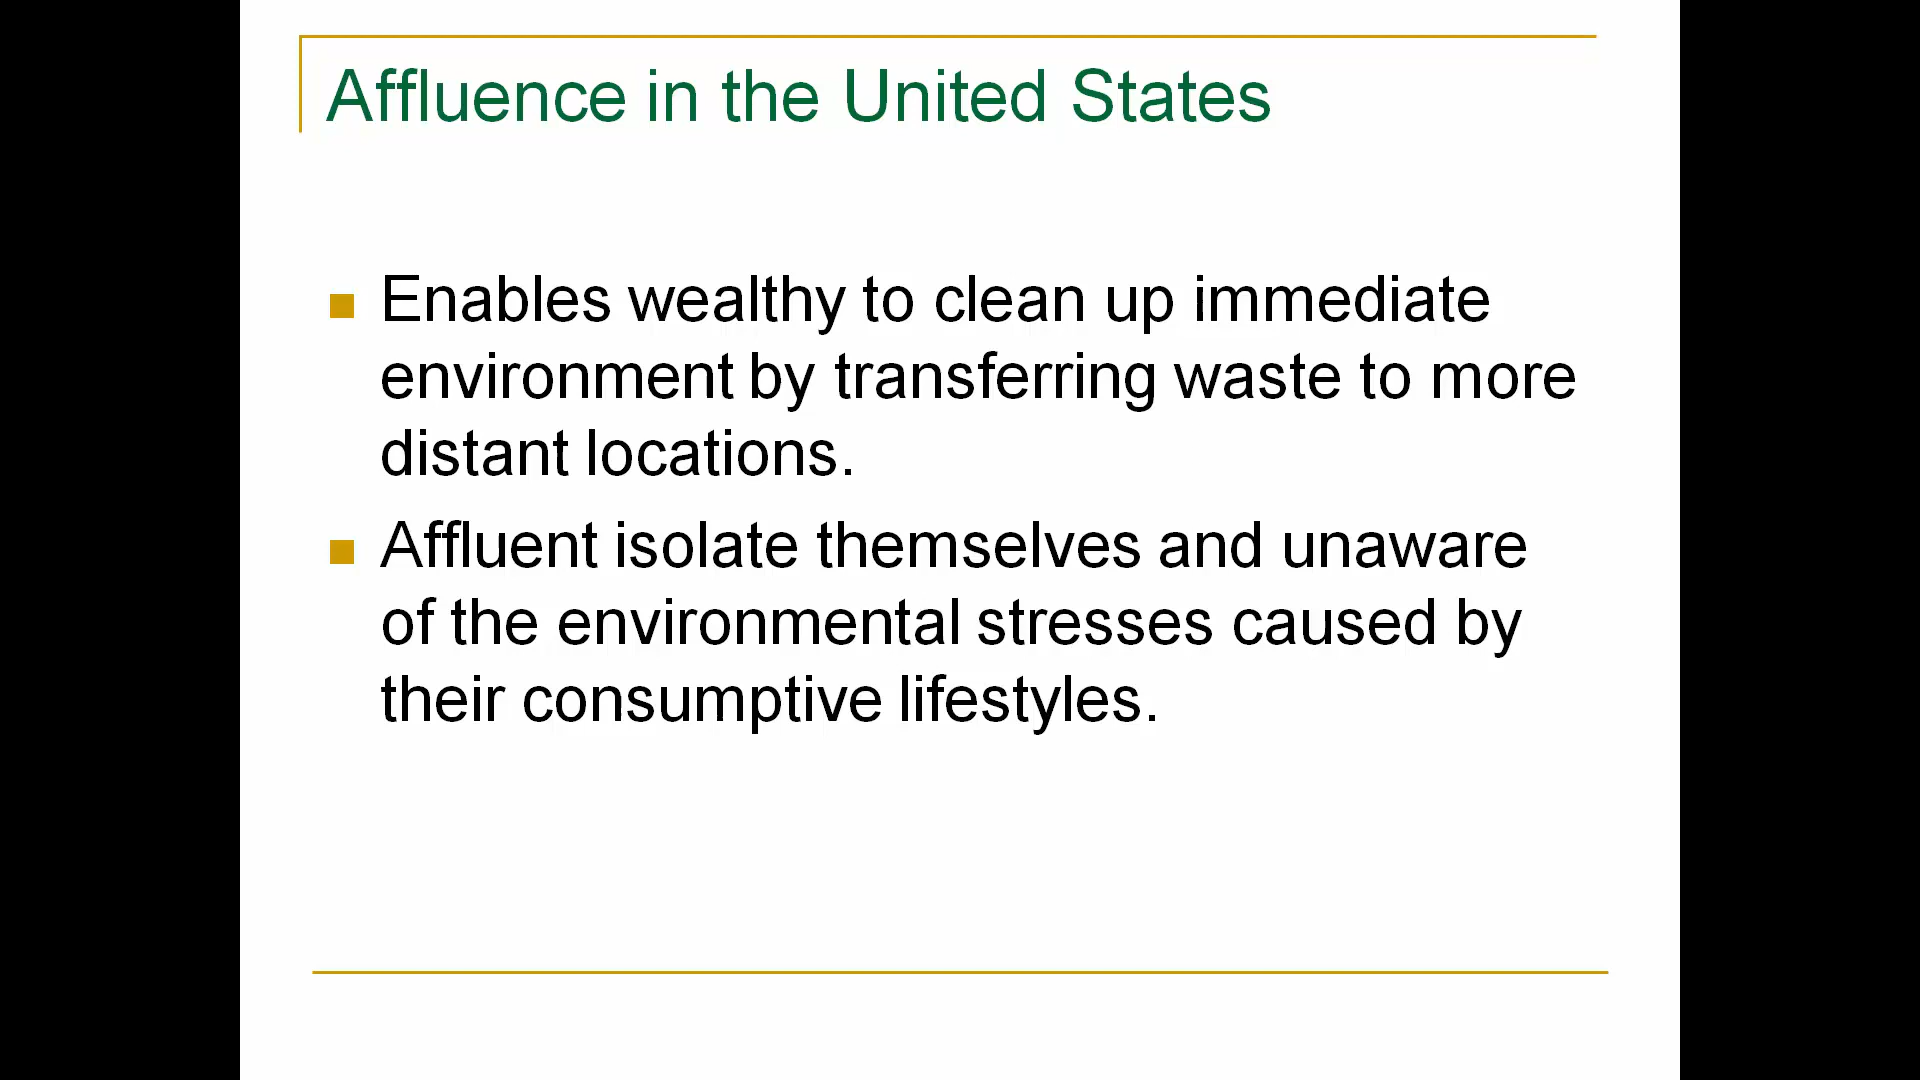 Affluence in the United States
Enables wealthy to clean up immediate
environment by transferring waste to more
distant locations.
Affluent isolate themselves and unaware
of the environmental stresses caused by
their consumptive lifestyles.